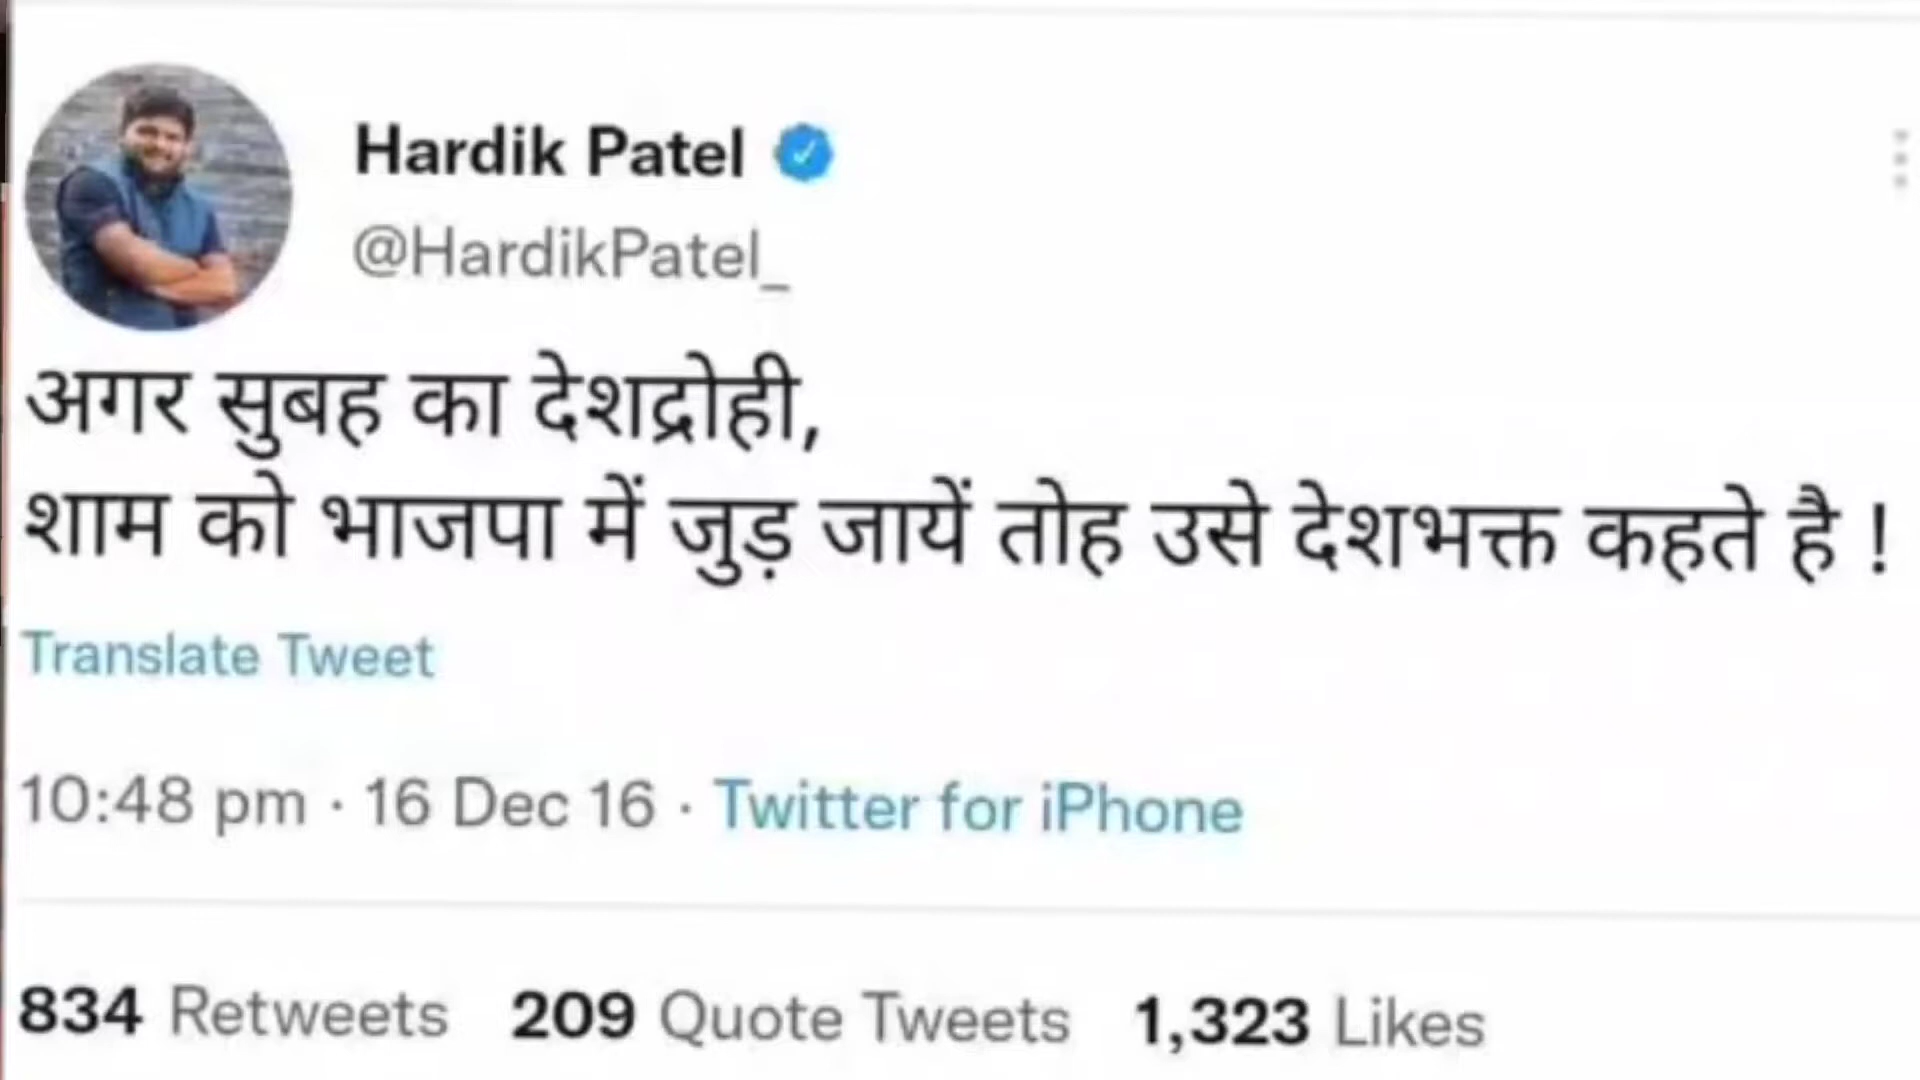 Hardik Patel
@HardikPatel_
अगर सुबह का देशद्रोही,
शाम को भाजपा में जुड़ जायें तोह उसे देशभक्त कहते है !
Translate Tweet
10:48 pm · 16 Dec 16 · Twitter for iPhone
834 Retweets 209 Quote Tweets 1,323 Likes